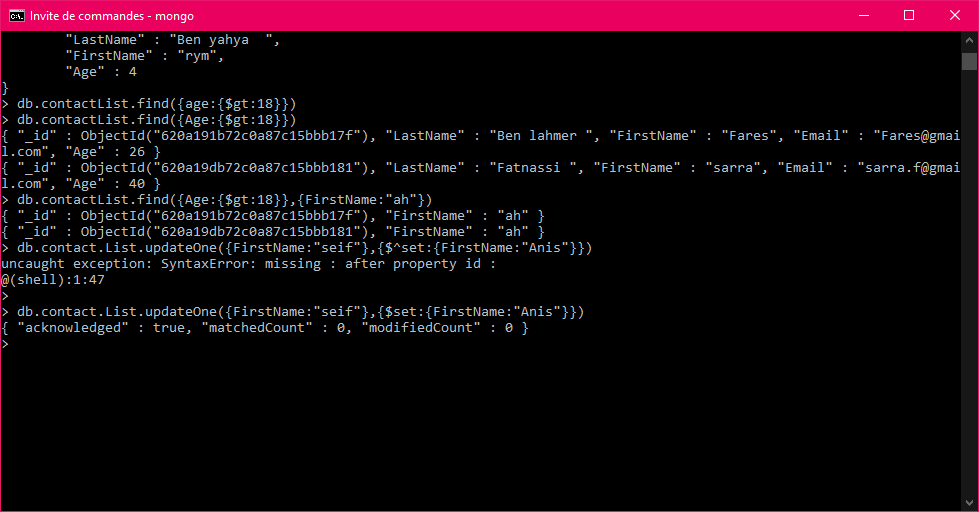 Invite de commandes - mongo
"LastName" : "Ben yahya  ",
"FirstName" : "rym",
"Age" : 4
}
> db.contactList.find({age:{$gt:18}})
> db.contactList.find({Age:{$gt:18}})
{ "_id" : ObjectId("620a191b72c0a87c15bbb17f"), "LastName" : "Ben lahmer ", "FirstName" : "Fares", "Email" : "Fares@gmai
l.com", "Age" : 26 }
{ "_id" : ObjectId("620a19db72c0a87c15bbb181"), "LastName" : "Fatnassi ", "FirstName" : "sarra", "Email" : "sarra.f@gmai
l.com", "Age" : 40 }
> db.contactList.find({Age:{$gt:18}},{FirstName:"ah"})
{ "_id" : ObjectId("620a191b72c0a87c15bbb17f"), "FirstName" : "ah" }
{ "_id" : ObjectId("620a19db72c0a87c15bbb181"), "FirstName" : "ah" }
> db.contact.List.updateOne({FirstName:"seif"},{$^set:{FirstName:"Anis"}})
uncaught exception: SyntaxError: missing : after property id :
@(shell):1:47
>
> db.contact.List.updateOne({FirstName:"seif"},{$set:{FirstName:"Anis"}})
{ "acknowledged" : true, "matchedCount" : 0, "modifiedCount" : 0 }
>